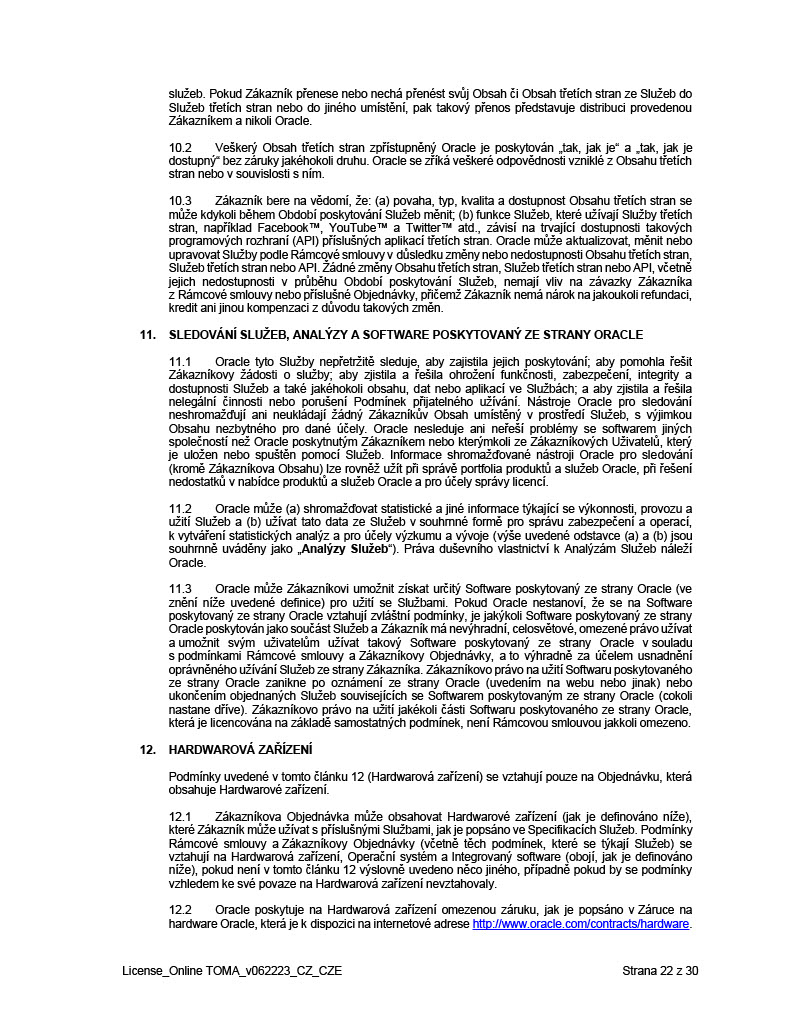 služeb. Pokud Zákazník přenese nebo nechá přenést svůj Obsah či Obsah třetích stran ze Služeb do
Služeb třetích stran nebo do jiného umístění, pak takový přenos představuje distribuci provedenou
Zákazníkem a nikoli Oracle.
10.2 Veškerý Obsah třetích stran zpřístupněný Oracle je poskytován „tak, jak je“ a „tak, jak je
dostupný“ bez záruky jakéhokoli druhu. Oracle se zříká veškeré odpovědnosti vzniklé z Obsahu třetích
stran nebo v souvislosti s ním.
10.3 Zákazník bere na vědomí, že: (a) povaha, typ, kvalita a dostupnost Obsahu třetích stran se
může kdykoli během Období poskytování Služeb měnit; (b) funkce Služeb, které užívají Služby třetích
stran, například Facebook™, YouTube™ a Twitter™ atd., závisí na trvající dostupnosti takových
programových rozhraní (API) příslušných aplikací třetích stran. Oracle může aktualizovat, měnit nebo
upravovat Služby podle Rámcové smlouvy v důsledku změny nebo nedostupnosti Obsahu třetích stran,
Služeb třetích stran nebo API. Žádné změny Obsahu třetích stran, Služeb třetích stran nebo API, včetně
jejich nedostupnosti v průběhu Období poskytování Služeb, nemají vliv na závazky Zákazníka
z Rámcové smlouvy nebo příslušné Objednávky, přičemž Zákazník nemá nárok na jakoukoli refundaci,
kredit ani jinou kompenzaci z důvodu takových změn.
11. SLEDOVÁNÍ SLUŽEB, ANALÝZY A SOFTWARE POSKYTOVANÝ ZE STRANY ORACLE
11.1 Oracle tyto Služby nepřetržitě sleduje, aby zajistila jejich poskytování; aby pomohla řešit
Zákazníkovy žádosti o služby; aby zjistila a řešila ohrožení funkčnosti, zabezpečení, integrity a
dostupnosti Služeb a také jakéhokoli obsahu, dat nebo aplikací ve Službách; a aby zjistila a řešila
nelegální činnosti nebo porušení Podmínek přijatelného užívání. Nástroje Oracle pro sledování
neshromažďují ani neukládají žádný Zákazníkův Obsah umístěný v prostředí Služeb, s výjimkou
Obsahu nezbytného pro dané účely. Oracle nesleduje ani neřeší problémy se softwarem jiných
společností než Oracle poskytnutým Zákazníkem nebo kterýmkoli ze Zákazníkových Uživatelů, který
je uložen nebo spuštěn pomocí Služeb. Informace shromažďované nástroji Oracle pro sledování
(kromě Zákazníkova Obsahu) lze rovněž užít při správě portfolia produktů a služeb Oracle, při řešení
nedostatků v nabídce produktů a služeb Oracle a pro účely správy licencí.
11.2 Oracle může (a) shromažďovat statistické a jiné informace týkající se výkonnosti, provozu a
užití Služeb a (b) užívat tato data ze Služeb v souhrnné formě pro správu zabezpečení a operací,
k vytváření statistických analýz a pro účely výzkumu a vývoje (výše uvedené odstavce (a) a (b) jsou
souhrnně uváděny jako „Analýzy Služeb“). Práva duševního vlastnictví k Analýzám Služeb náleží
Oracle.
11.3 Oracle může Zákazníkovi umožnit získat určitý Software poskytovaný ze strany Oracle (ve
znění níže uvedené definice) pro užití se Službami. Pokud Oracle nestanoví, že se na Software
poskytovaný ze strany Oracle vztahují zvláštní podmínky, je jakýkoli Software poskytovaný ze strany
Oracle poskytován jako součást Služeb a Zákazník má nevýhradní, celosvětové, omezené právo užívat
a umožnit svým uživatelům užívat takový Software poskytovaný ze strany Oracle v souladu
s podmínkami Rámcové smlouvy a Zákazníkovy Objednávky, a to výhradně za účelem usnadnění
oprávněného užívání Služeb ze strany Zákazníka. Zákazníkovo právo na užití Softwaru poskytovaného
ze strany Oracle zanikne po oznámení ze strany Oracle (uvedením na webu nebo jinak) nebo
ukončením objednaných Služeb souvisejících se Softwarem poskytovaným ze strany Oracle (cokoli
nastane dříve). Zákazníkovo právo na užití jakékoli části Softwaru poskytovaného ze strany Oracle,
která je licencována na základě samostatných podmínek, není Rámcovou smlouvou jakkoli omezeno.
12. HARDWAROVÁ ZAŘÍZENÍ
Podmínky uvedené v tomto článku 12 (Hardwarová zařízení) se vztahují pouze na Objednávku, která
obsahuje Hardwarové zařízení.
12.1 Zákazníkova Objednávka může obsahovat Hardwarové zařízení (jak je definováno níže),
které Zákazník může užívat s příslušnými Službami, jak je popsáno ve Specifikacích Služeb. Podmínky
Rámcové smlouvy a Zákazníkovy Objednávky (včetně těch podmínek, které se týkají Služeb) se
vztahují na Hardwarová zařízení, Operační systém a Integrovaný software (obojí, jak je definováno
níže), pokud není v tomto článku 12 výslovně uvedeno něco jiného, případně pokud by se podmínky
vzhledem ke své povaze na Hardwarová zařízení nevztahovaly.
12.2 Oracle poskytuje na Hardwarová zařízení omezenou záruku, jak je popsáno v Záruce na
hardware Oracle, která je k dispozici na internetové adrese http://www.oracle.com/contracts/hardware.
License_Online TOMA_v062223_CZ_CZE Strana 22 z 30